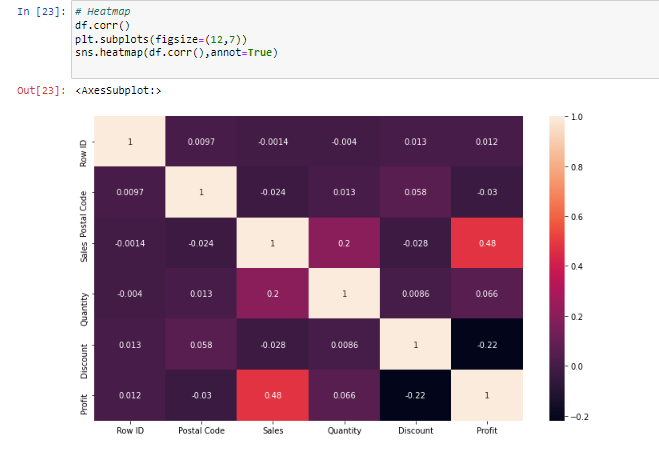 In [23]: # Heatmap
df.corr()
plt.subplots(figsize=(12,7))
sns.heatmap(df.corr(),annot=True)
Out[23]: <AxesSubplot:>
1.0
Row ID 1 0.0097 -0.0014 -0.004 0.013 0.012
0.8
Postal Code 0.0097 1 -0.024 0.013 0.058 -0.03
0.6
Sales -0.0014 -0.024 1 0.2 -0.028 0.48
0.4
Quantity -0.004 0.013 0.2 1 0.0086 0.066
0.2
Discount 0.013 0.058 -0.028 0.0086 1 -0.22
0.0
Profit 0.012 -0.03 0.48 0.066 -0.22 1
−0.2
Row ID Postal Code Sales Quantity Discount Profit